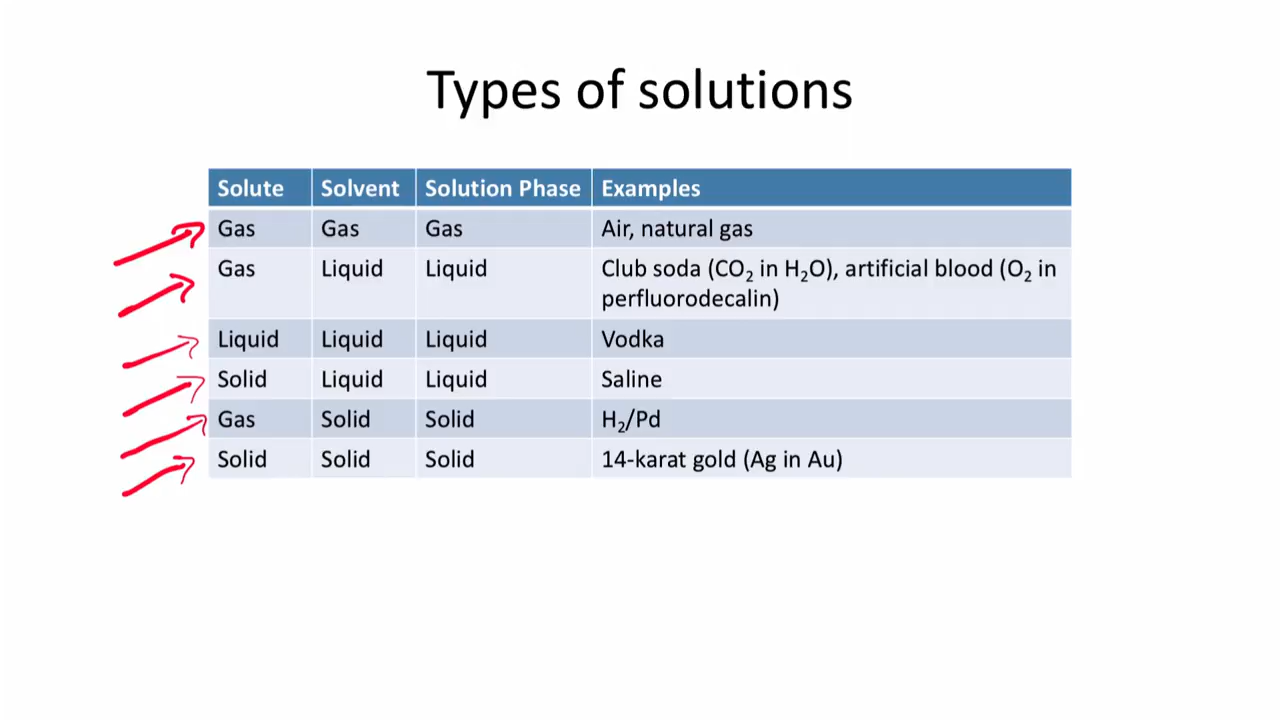 Types of solutions
Solute Solvent Solution Phase Examples
Gas Gas Gas Air, natural gas
Gas Liquid Liquid Club soda (CO₂ in H₂O), artificial blood (O₂ in
perfluorodecalin)
Liquid Liquid Liquid Vodka
Solid Liquid Liquid Saline
Gas Solid Solid H₂/Pd
Solid Solid Solid 14-karat gold (Ag in Au)